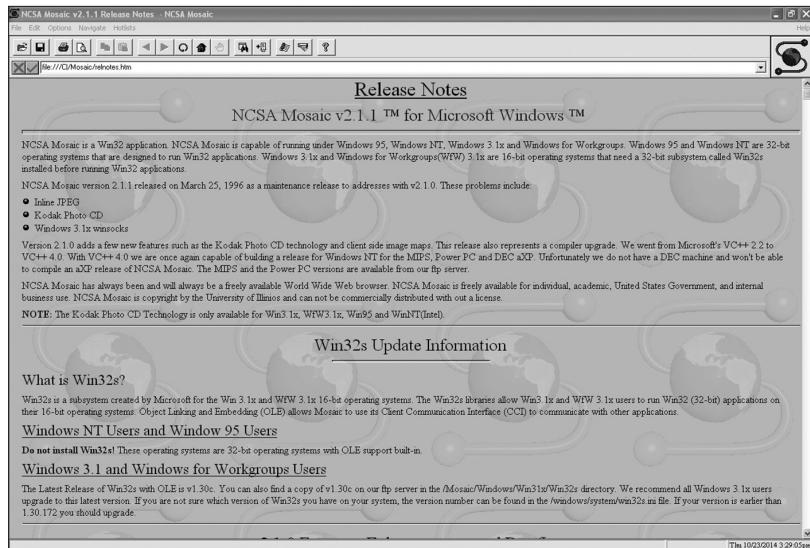 NCSA Mosaic v2.1.1 Release Notes - NCSA Mosaic
File Edit Options Navigate Hotlists Help
file:///C|/Mosaic/relnotes.htm
Release Notes
NCSA Mosaic v2.1.1 ™ for Microsoft Windows ™
NCSA Mosaic is a Win32 application. NCSA Mosaic is capable of running under Windows 95, Windows NT, Windows 3.1x and Windows for Workgroups. Windows 95 and Windows NT are 32-bit
operating systems that are designed to run Win32 applications. Windows 3.1x and Windows for Workgroups(WfW) 3.1x are 16-bit operating systems that need a 32-bit subsystem called Win32s
installed before running Win32 applications.
NCSA Mosaic version 2.1.1 released on March 25, 1996 as a maintenance release to addresses with v2.1.0. These problems include:
Inline JPEG
Kodak Photo CD
Windows 3.1x winsocks
Version 2.1.0 adds a few new features such as the Kodak Photo CD technology and client side image maps. This release also represents a compiler upgrade. We went from Microsoft's VC++ 2.2 to
VC++ 4.0. With VC++ 4.0 we are once again capable of building a release for Windows NT for the MIPS, Power PC and DEC aXP. Unfortunately we do not have a DEC machine and won't be able
to compile an aXP release of NCSA Mosaic. The MIPS and the Power PC versions are available from our ftp server.
NCSA Mosaic has always been and will always be a freely available World Wide Web browser. NCSA Mosaic is freely available for individual, academic, United States Government, and internal
business use. NCSA Mosaic is copyright by the University of Illinios and can not be commercially distributed with out a license.
NOTE: The Kodak Photo CD Technology is only available for Win3.1x, WfW3.1x, Win95 and WinNT(Intel).
Win32s Update Information
What is Win32s?
Win32s is a subsystem created by Microsoft for the Win 3.1x and WfW 3.1x 16-bit operating systems. The Win32s libraries allow Win3.1x and WfW 3.1x users to run Win32 (32-bit) applications on
their 16-bit operating systems. Object Linking and Embedding (OLE) allows Mosaic to use its Client Communication Interface (CCI) to communicate with other applications.
Windows NT Users and Window 95 Users
Do not install Win32s! These operating systems are 32-bit operating systems with OLE support built-in.
Windows 3.1 and Windows for Workgroups Users
The Latest Release of Win32s with OLE is v1.30c. You can also find a copy of v1.30c on our ftp server in the /Mosaic/Windows/Win31x/Win32s directory. We recommend all Windows 3.1x users
upgrade to this latest version. If you are not sure which version of Win32s you have on your system, the version number can be found in the /windows/system/win32s.ini file. If your version is earlier than
1.30.172 you should upgrade.
Thu 10/23/2014 3:29:05